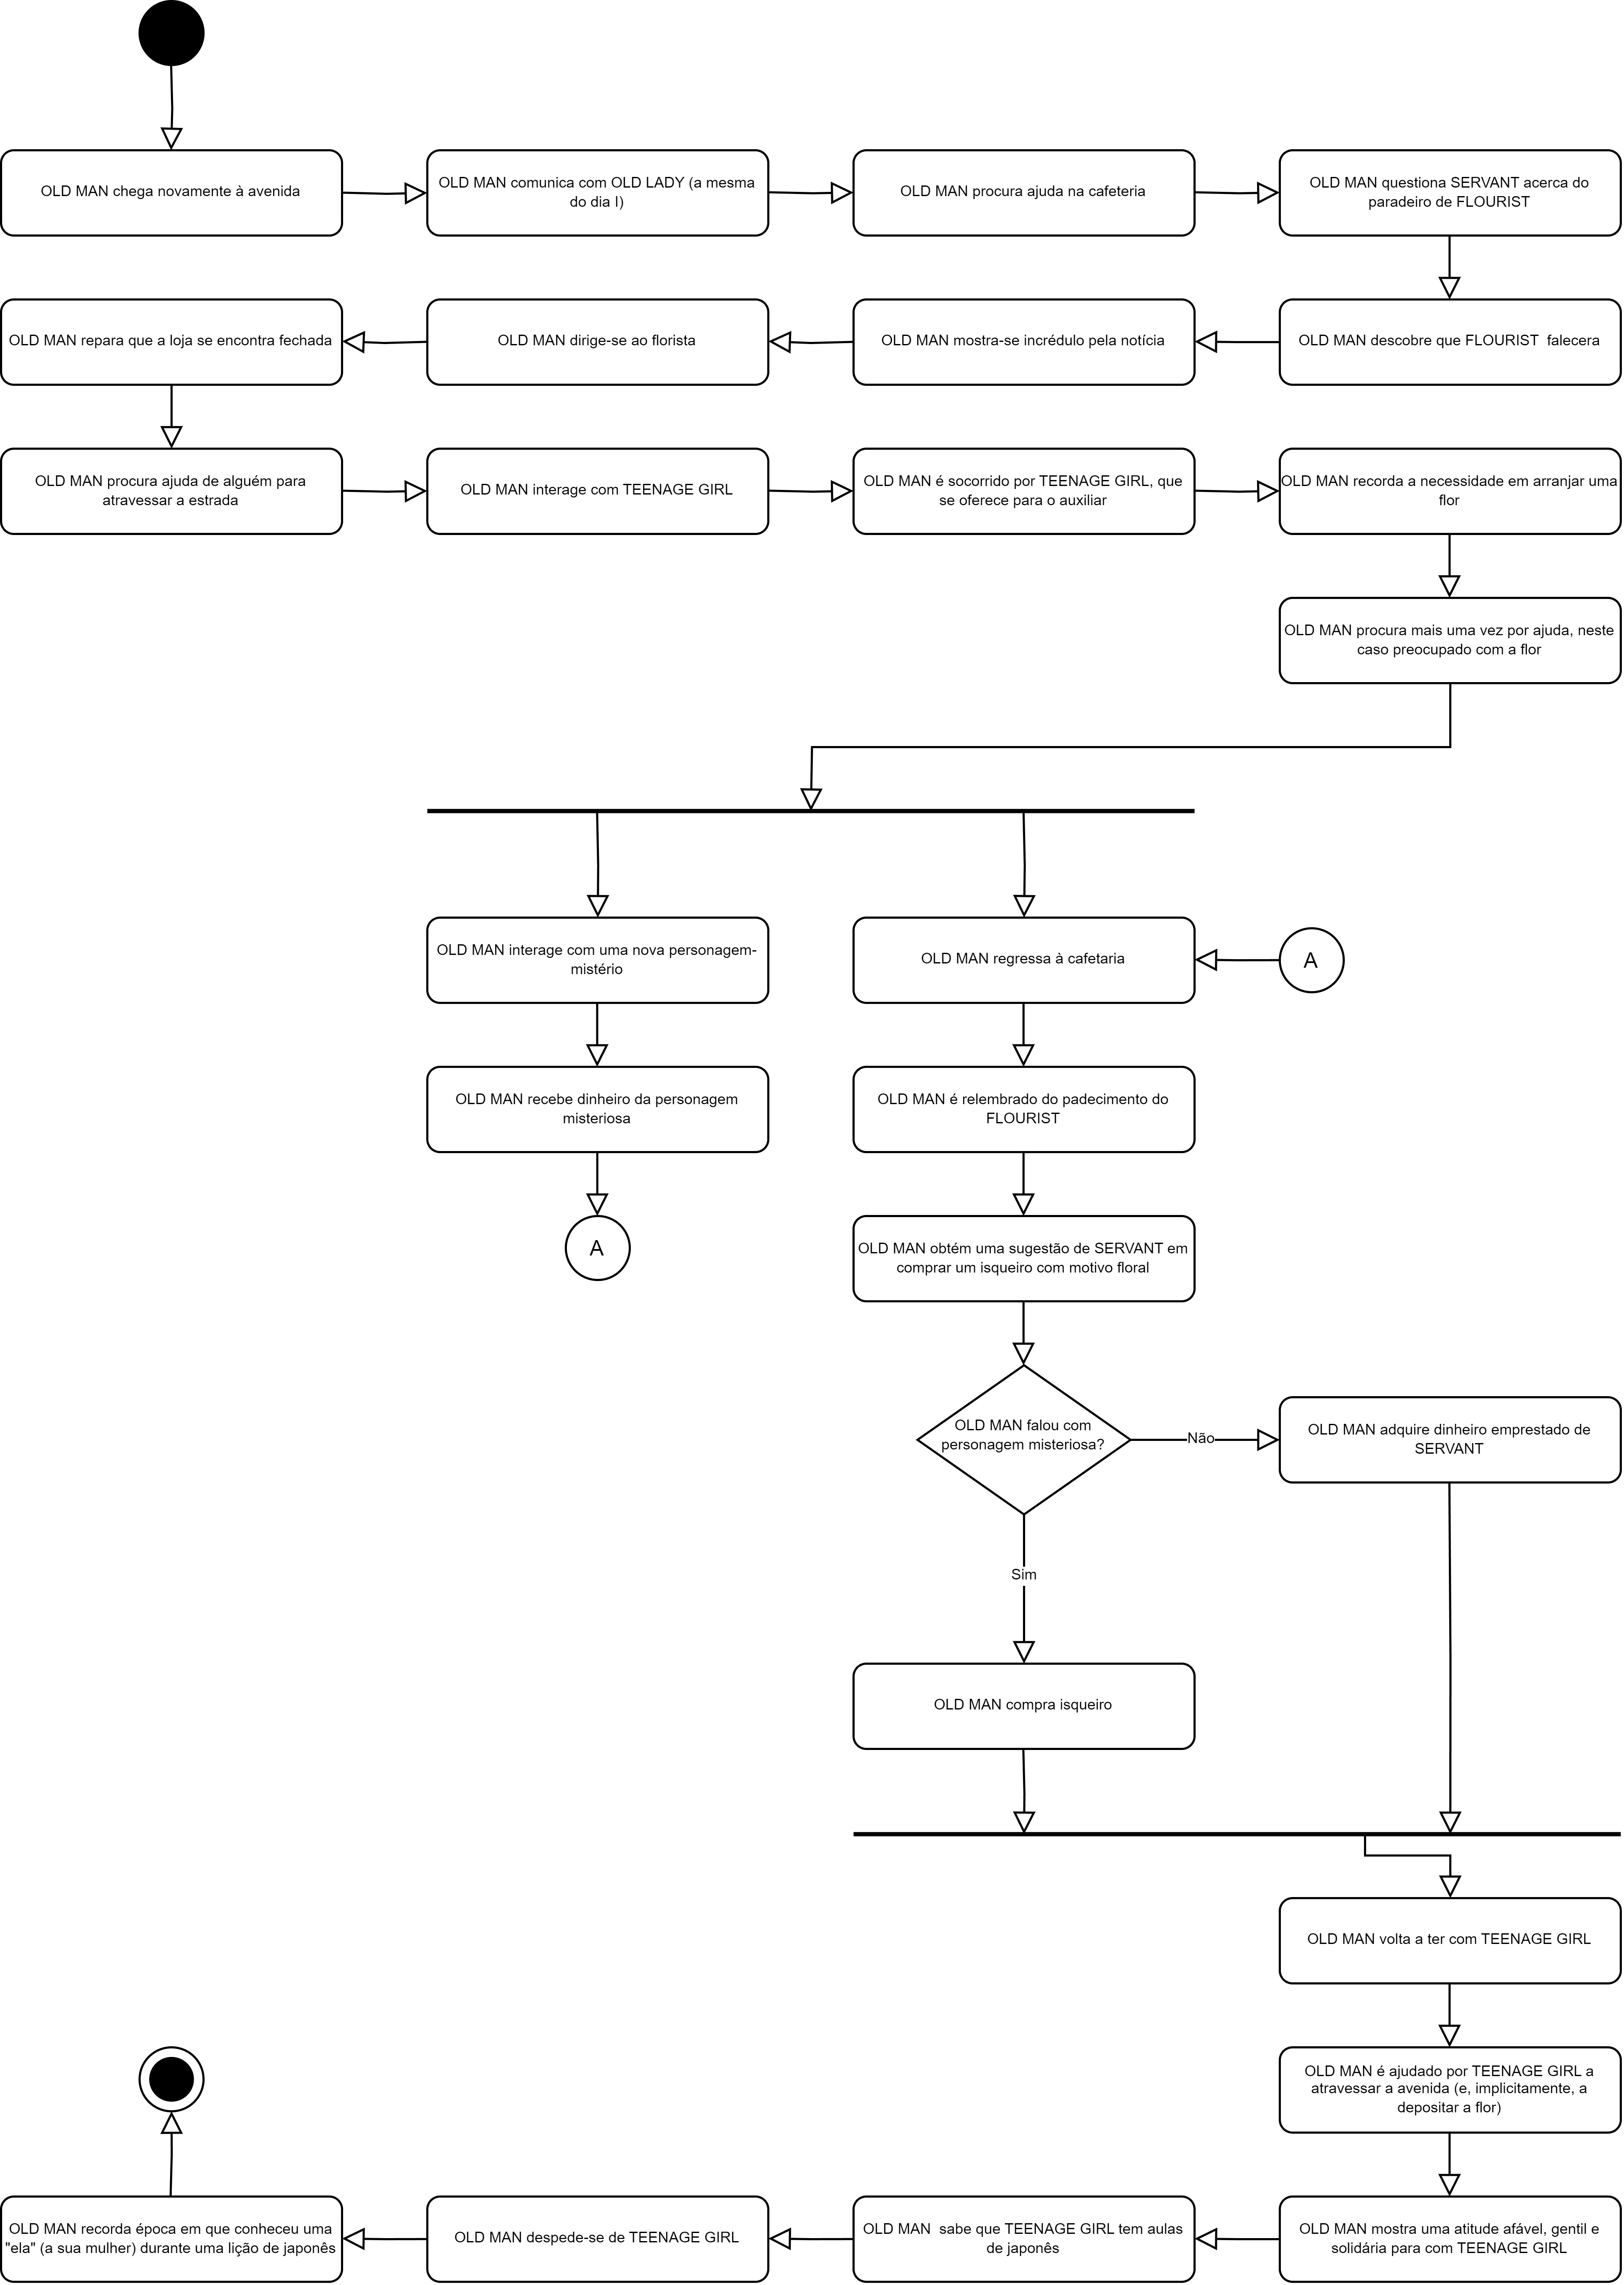 OLD MAN chega novamente à avenida
OLD MAN comunica com OLD LADY (a mesma
do dia I)
OLD MAN procura ajuda na cafeteria
OLD MAN questiona SERVANT acerca do
paradeiro de FLOURIST
OLD MAN descobre que FLOURIST  falecera
OLD MAN mostra-se incrédulo pela notícia
OLD MAN dirige-se ao florista
OLD MAN repara que a loja se encontra fechada
OLD MAN procura ajuda de alguém para
atravessar a estrada
OLD MAN interage com TEENAGE GIRL
OLD MAN é socorrido por TEENAGE GIRL, que
se oferece para o auxiliar
OLD MAN recorda a necessidade em arranjar uma
flor
OLD MAN procura mais uma vez por ajuda, neste
caso preocupado com a flor
OLD MAN interage com uma nova personagem-
mistério
OLD MAN recebe dinheiro da personagem
misteriosa
A
A
OLD MAN regressa à cafetaria
OLD MAN é relembrado do padecimento do
FLOURIST
OLD MAN obtém uma sugestão de SERVANT em
comprar um isqueiro com motivo floral
OLD MAN falou com
personagem misteriosa?
Não
OLD MAN adquire dinheiro emprestado de
SERVANT
Sim
OLD MAN compra isqueiro
OLD MAN volta a ter com TEENAGE GIRL
OLD MAN é ajudado por TEENAGE GIRL a
atravessar a avenida (e, implicitamente, a
depositar a flor)
OLD MAN mostra uma atitude afável, gentil e
solidária para com TEENAGE GIRL
OLD MAN  sabe que TEENAGE GIRL tem aulas
de japonês
OLD MAN despede-se de TEENAGE GIRL
OLD MAN recorda época em que conheceu uma
"ela" (a sua mulher) durante uma lição de japonês